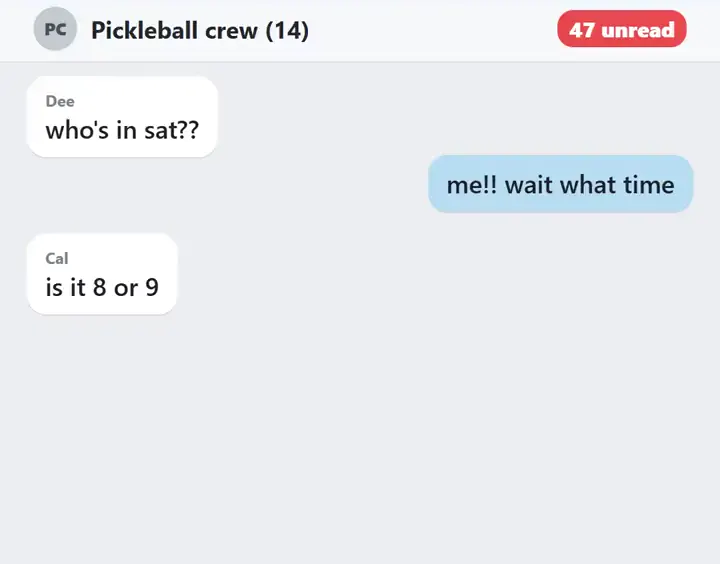 PC
Pickleball crew (14)
47 unread
Dee
who's in sat??
me!! wait what time
Cal
is it 8 or 9